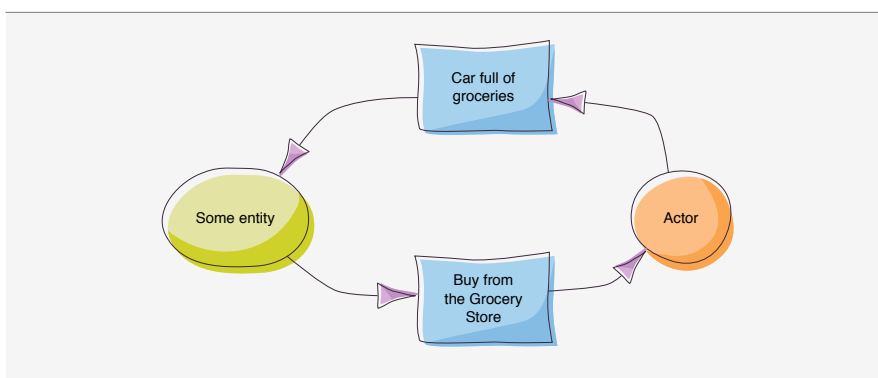 Car full of
groceries
Some entity
Actor
Buy from
the Grocery
Store